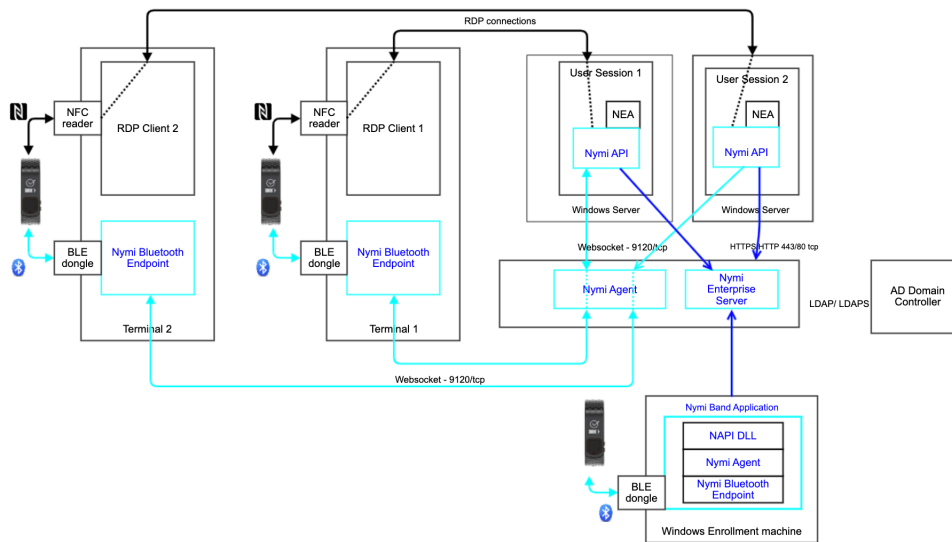 RDP connections
User Session 1
User Session 2
NFC
reader
RDP Client 2
NFC
reader
RDP Client 1
NEA
NEA
Nymi API
Nymi API
Windows Server
Windows Server
BLE
dongle
Nymi Bluetooth
Endpoint
BLE
dongle
Nymi Bluetooth
Endpoint
Websocket - 9120/tcp
HTTPS/HTTP 443/80 tcp
Nymi Agent
Nymi
Enterprise
Server
LDAP/ LDAPS
AD Domain
Controller
Terminal 2
Terminal 1
Websocket - 9120/tcp
Nymi Band Application
NAPI DLL
Nymi Agent
Nymi Bluetooth
Endpoint
BLE
dongle
Windows Enrollment machine